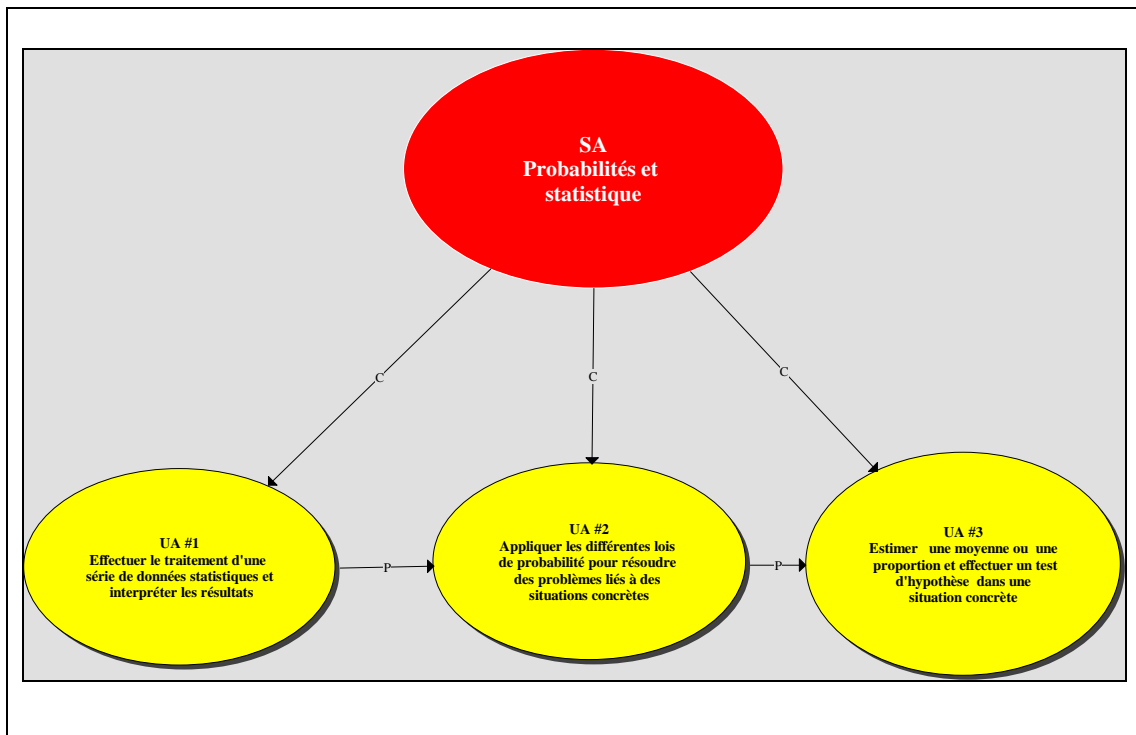 SA
Probabilités et
statistique
C
C
C
UA #1
Effectuer le traitement d'une
série de données statistiques et
interpréter les résultats
P
UA #2
Appliquer les différentes lois
de probabilité pour résoudre
des problèmes liés à des
situations concrètes
P
UA #3
Estimer une moyenne ou une
proportion et effectuer un test
d'hypothèse dans une
situation concrète